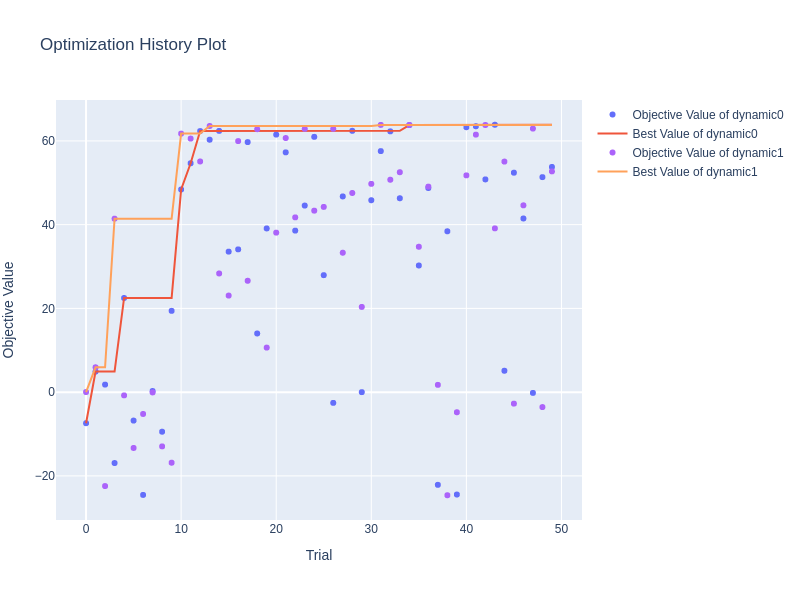 Optimization History Plot
Objective Value of dynamic0
Best Value of dynamic0
Objective Value of dynamic1
Best Value of dynamic1
60
40
20
0
−20
Objective Value
0 10 20 30 40 50
Trial